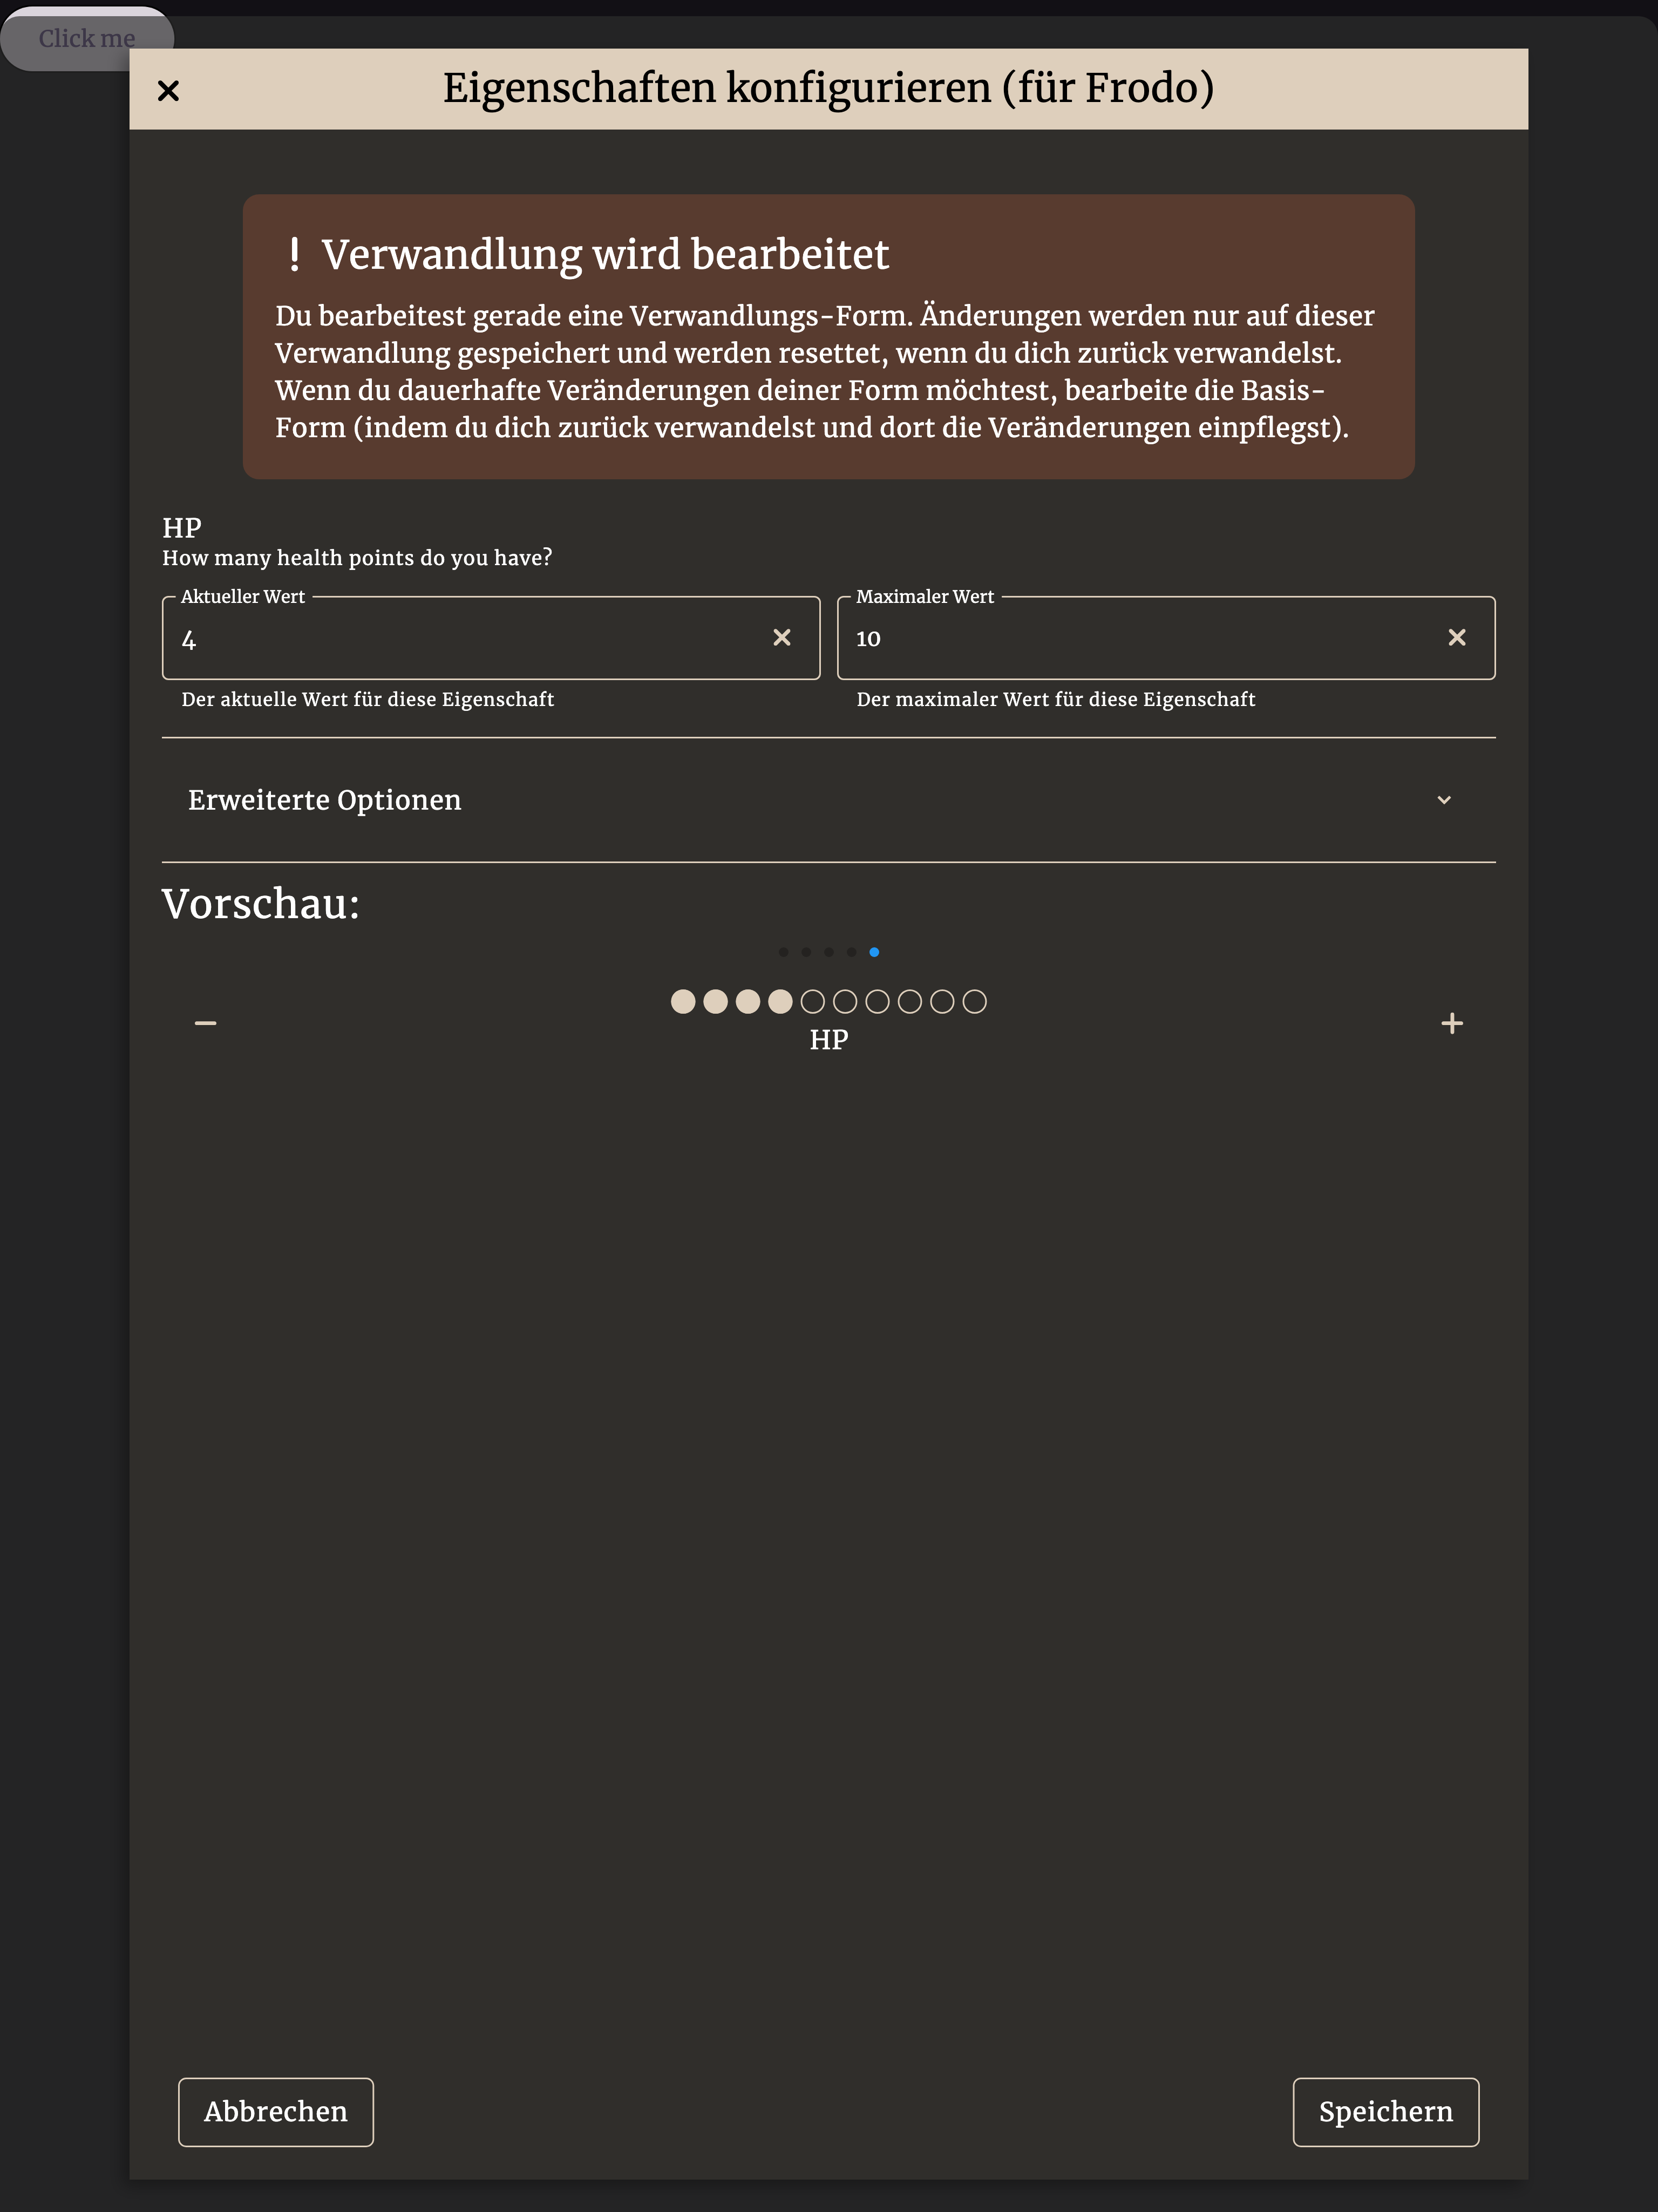 Click me
Eigenschaften konfigurieren (für Frodo)
! Verwandlung wird bearbeitet
Du bearbeitest gerade eine Verwandlungs-Form. Änderungen werden nur auf dieser
Verwandlung gespeichert und werden resettet, wenn du dich zurück verwandelst.
Wenn du dauerhafte Veränderungen deiner Form möchtest, bearbeite die Basis-
Form (indem du dich zurück verwandelst und dort die Veränderungen einpflegst).
HP
How many health points do you have?
Aktueller Wert
4
Der aktuelle Wert für diese Eigenschaft
Maximaler Wert
10
Der maximaler Wert für diese Eigenschaft
Erweiterte Optionen
Vorschau:
HP
Abbrechen
Speichern